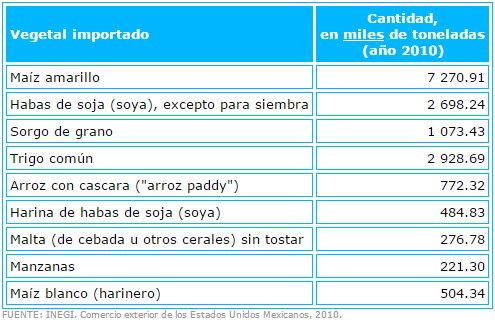 Vegetal importado
Cantidad,
en miles de toneladas
(año 2010)
Maíz amarillo 7 270.91
Habas de soja (soya), excepto para siembra 2 698.24
Sorgo de grano 1 073.43
Trigo común 2 928.69
Arroz con cascara ("arroz paddy") 772.32
Harina de habas de soja (soya) 484.83
Malta (de cebada u otros cerales) sin tostar 276.78
Manzanas 221.30
Maíz blanco (harinero) 504.34
FUENTE: INEGI. Comercio exterior de los Estados Unidos Mexicanos, 2010.